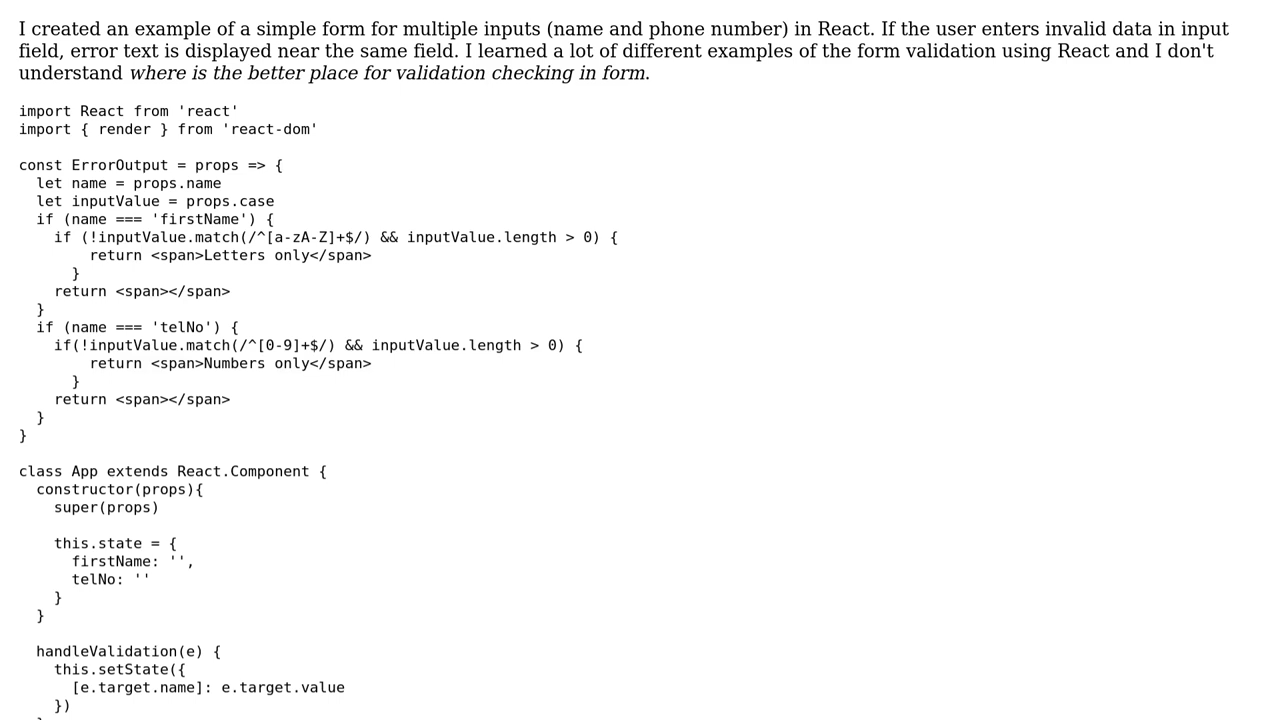 I created an example of a simple form for multiple inputs (name and phone number) in React. If the user enters invalid data in input
field, error text is displayed near the same field. I learned a lot of different examples of the form validation using React and I don't
understand where is the better place for validation checking in form.
import React from 'react'
import { render } from 'react-dom'
const ErrorOutput = props => {
  let name = props.name
  let inputValue = props.case
  if (name === 'firstName') {
    if (!inputValue.match(/^[a-zA-Z]+$/) && inputValue.length > 0) {
        return <span>Letters only</span>
      }
    return <span></span>
  }
  if (name === 'telNo') {
    if(!inputValue.match(/^[0-9]+$/) && inputValue.length > 0) {
        return <span>Numbers only</span>
      }
    return <span></span>
  }
}
class App extends React.Component {
  constructor(props){
    super(props)
    this.state = {
      firstName: '',
      telNo: ''
    }
  }
  handleValidation(e) {
    this.setState({
      [e.target.name]: e.target.value
    })